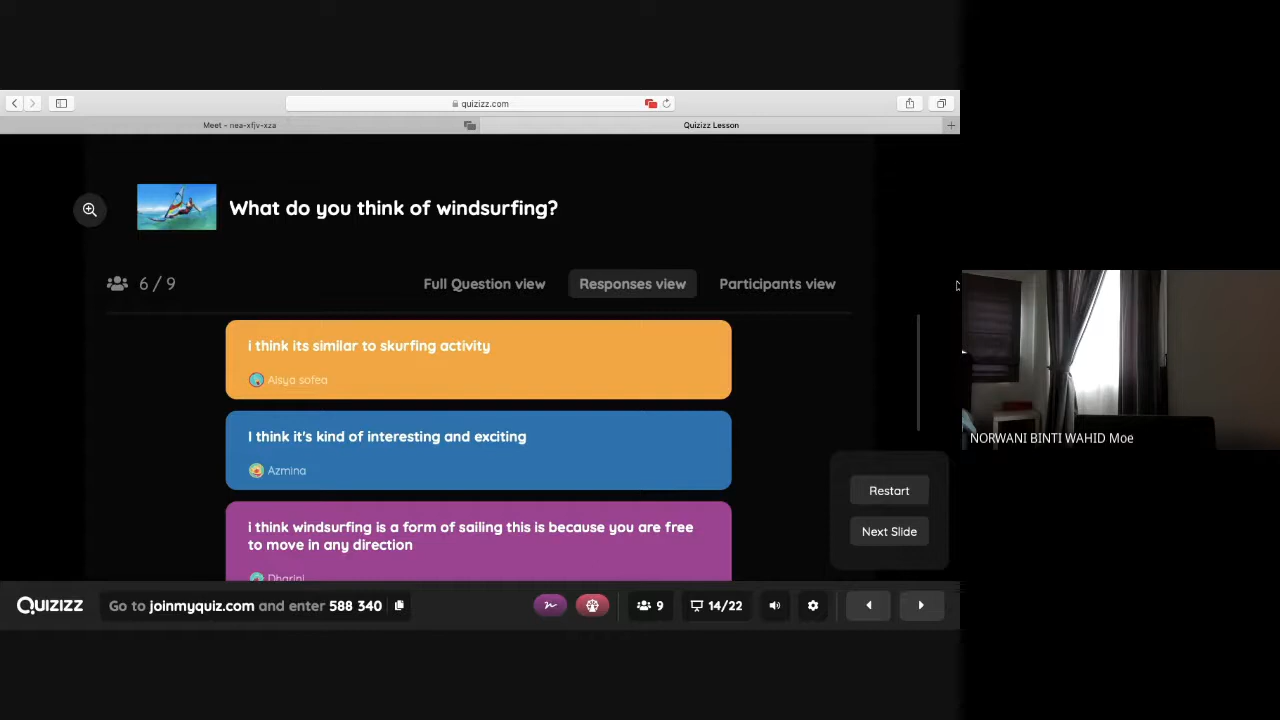 quizizz.com
Meet - nea-xfjv-xza
Quizizz Lesson
What do you think of windsurfing?
6 / 9
Full Question view
Responses view
Participants view
i think its similar to skurfing activity
Alsya sofea
I think it's kind of interesting and exciting
Azmina
i think windsurfing is a form of sailing this is because you are free
to move in any direction
Dharini
Restart
Next Slide
NORWANI BINTI WAHID Moe
QUIZIZZ
Go to joinmyquiz.com and enter 588 340
9
14/22